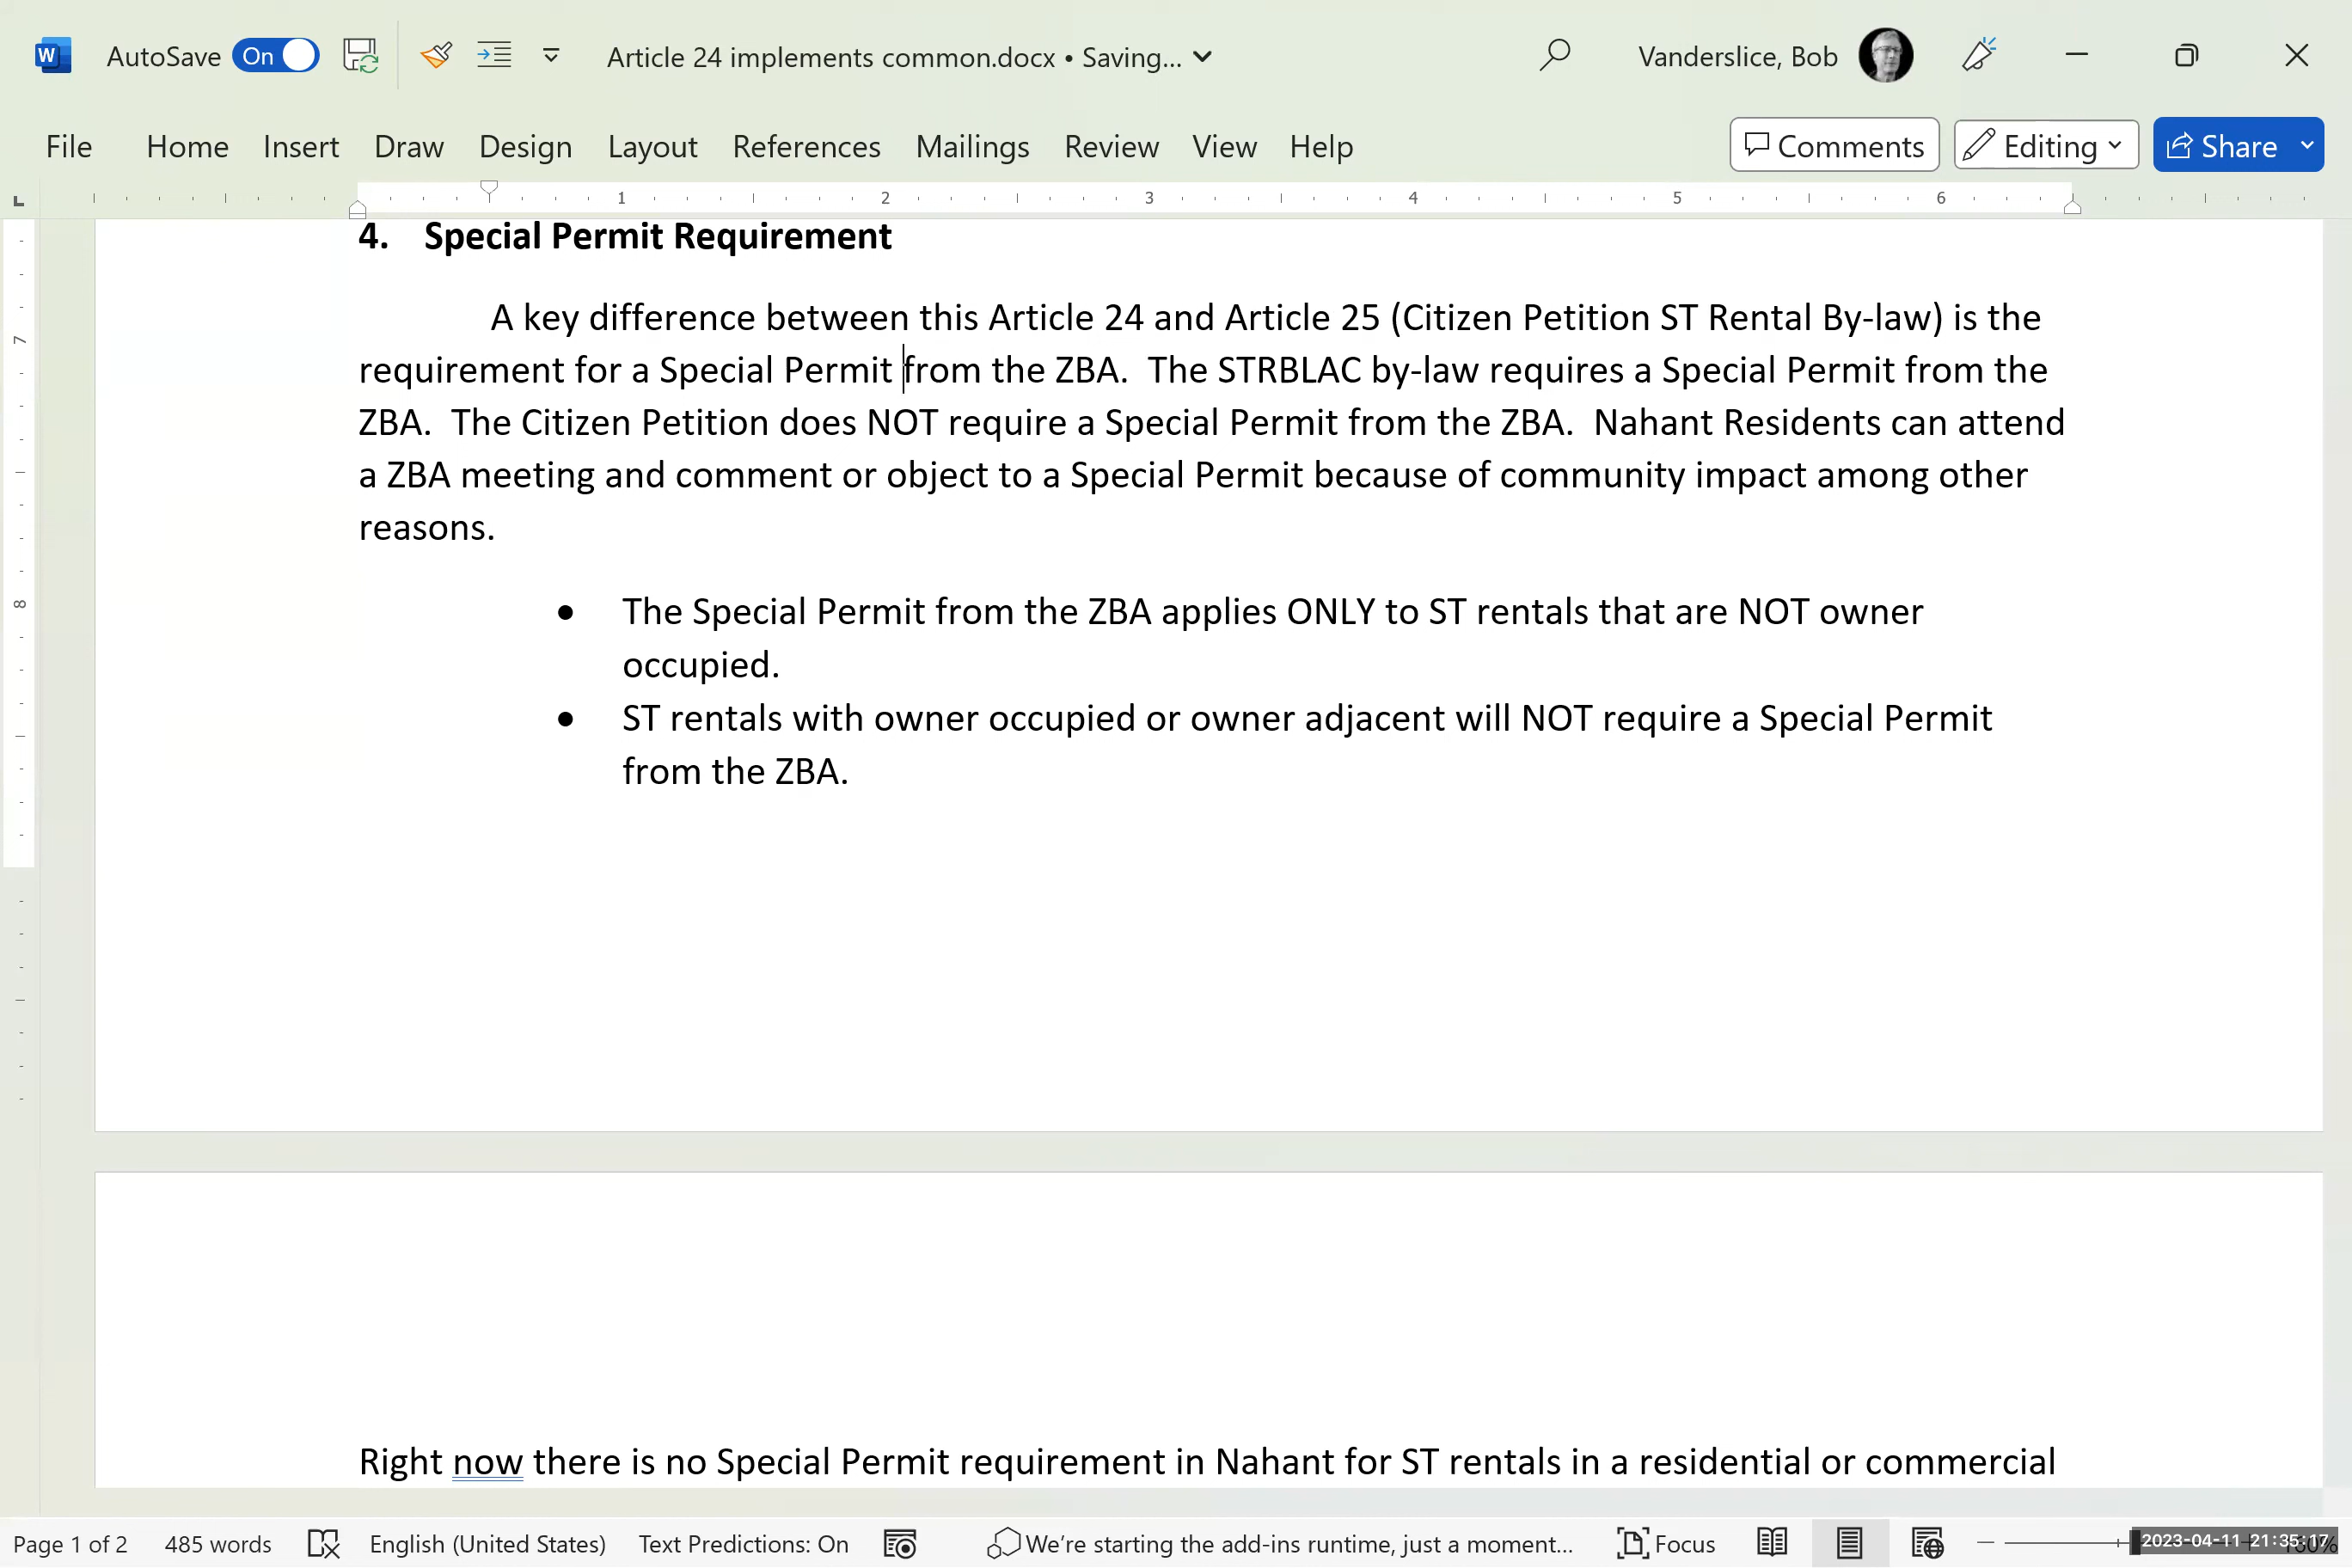 AutoSave On Article 24 implements common.docx • Saving... Vanderslice, Bob
File Home Insert Draw Design Layout References Mailings Review View Help Comments Editing Share
1 2 3 4 5 6
4. Special Permit Requirement
A key difference between this Article 24 and Article 25 (Citizen Petition ST Rental By-law) is the
requirement for a Special Permit from the ZBA. The STRBLAC by-law requires a Special Permit from the
ZBA. The Citizen Petition does NOT require a Special Permit from the ZBA. Nahant Residents can attend
a ZBA meeting and comment or object to a Special Permit because of community impact among other
reasons.
• The Special Permit from the ZBA applies ONLY to ST rentals that are NOT owner
occupied.
• ST rentals with owner occupied or owner adjacent will NOT require a Special Permit
from the ZBA.
7
8
Right now there is no Special Permit requirement in Nahant for ST rentals in a residential or commercial
Page 1 of 2 485 words English (United States) Text Predictions: On We're starting the add-ins runtime, just a moment... Focus 2023-04-11 21:35:17